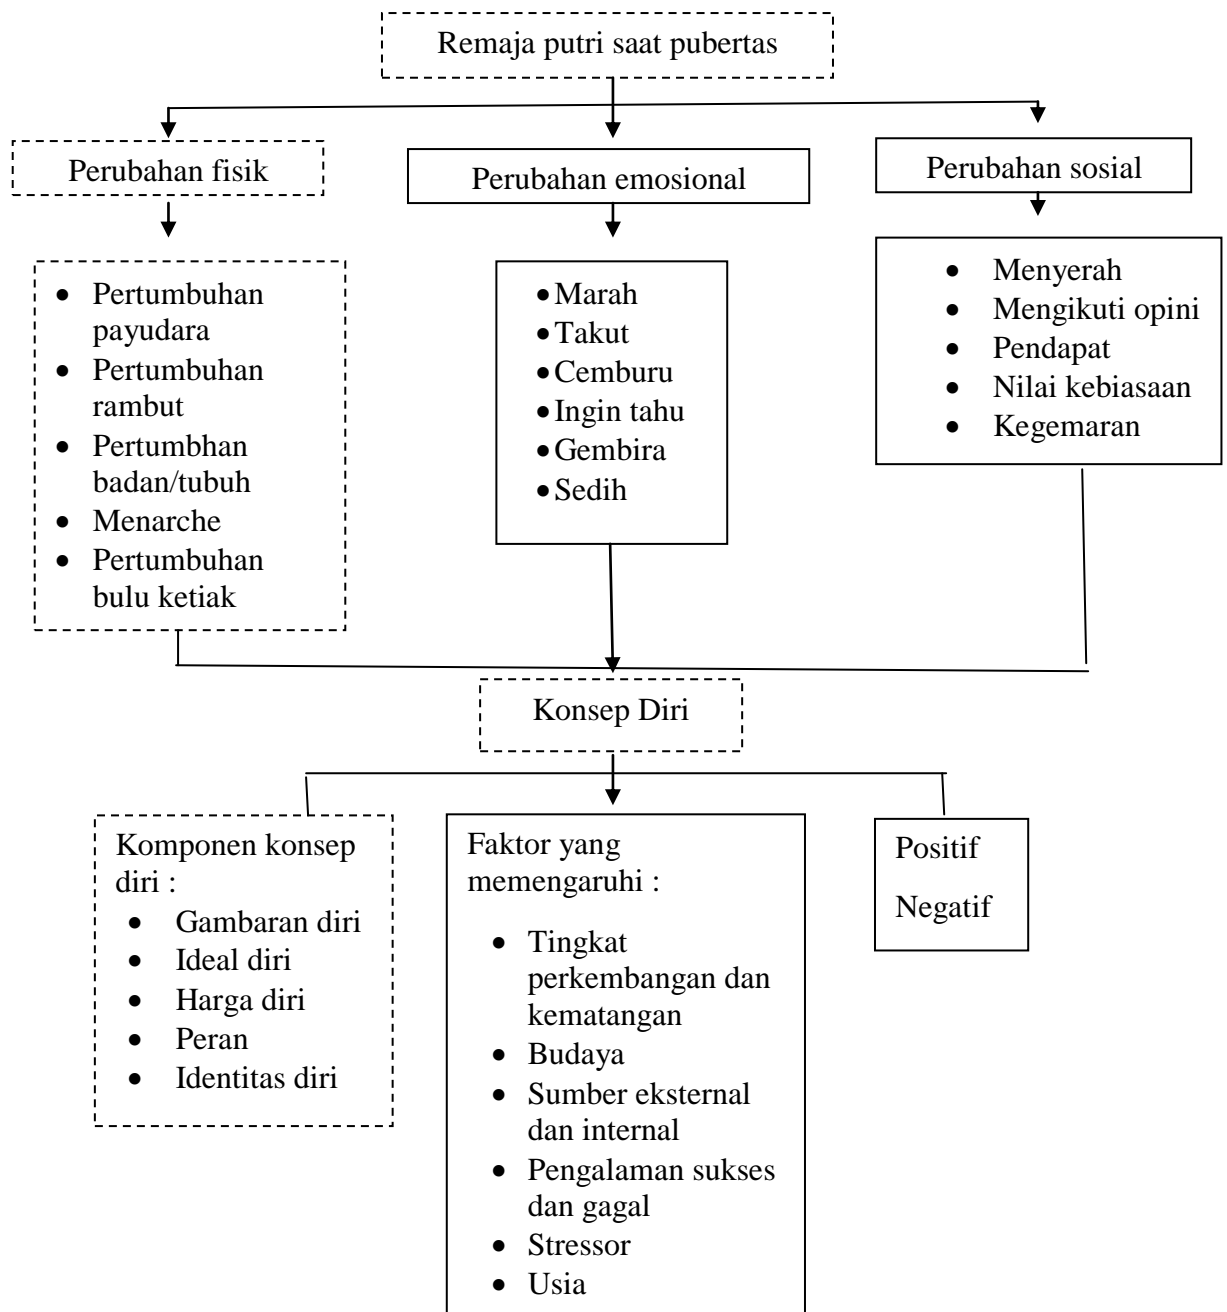 Remaja putri saat pubertas
Perubahan fisik
Perubahan emosional
Perubahan sosial
• Pertumbuhan
payudara
• Pertumbuhan
rambut
• Pertumbhan
badan/tubuh
• Menarche
• Pertumbuhan
bulu ketiak
• Marah
• Takut
• Cemburu
• Ingin tahu
• Gembira
• Sedih
• Menyerah
• Mengikuti opini
• Pendapat
• Nilai kebiasaan
• Kegemaran
Konsep Diri
Komponen konsep
diri :
• Gambaran diri
• Ideal diri
• Harga diri
• Peran
• Identitas diri
Faktor yang
memengaruhi :
• Tingkat
perkembangan dan
kematangan
• Budaya
• Sumber eksternal
dan internal
• Pengalaman sukses
dan gagal
• Stressor
• Usia
Positif
Negatif